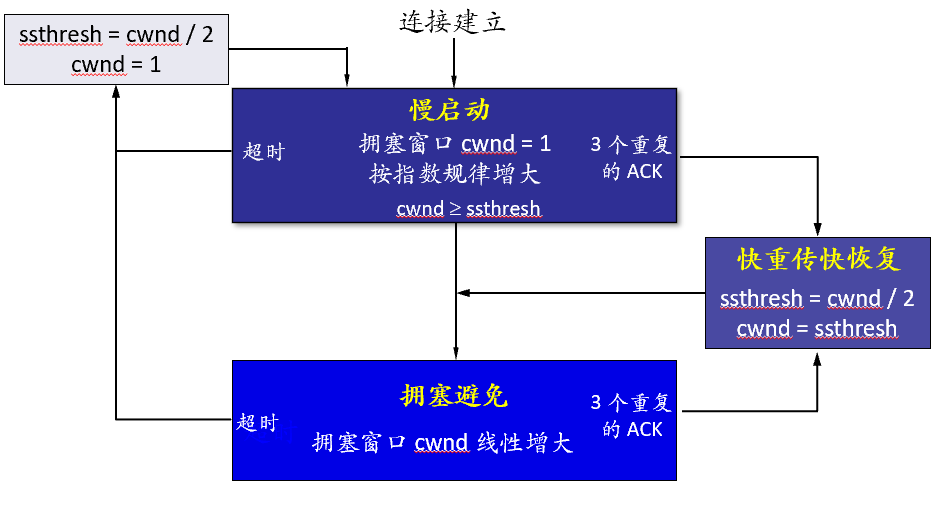 连接建立
ssthresh = cwnd / 2
cwnd = 1
慢启动
超时
拥塞窗口 cwnd = 1
按指数规律增大
cwnd ≥ ssthresh
3 个重复
的 ACK
快重传快恢复
ssthresh = cwnd / 2
cwnd = ssthresh
拥塞避免
超时
拥塞窗口 cwnd 线性增大
3 个重复
的 ACK